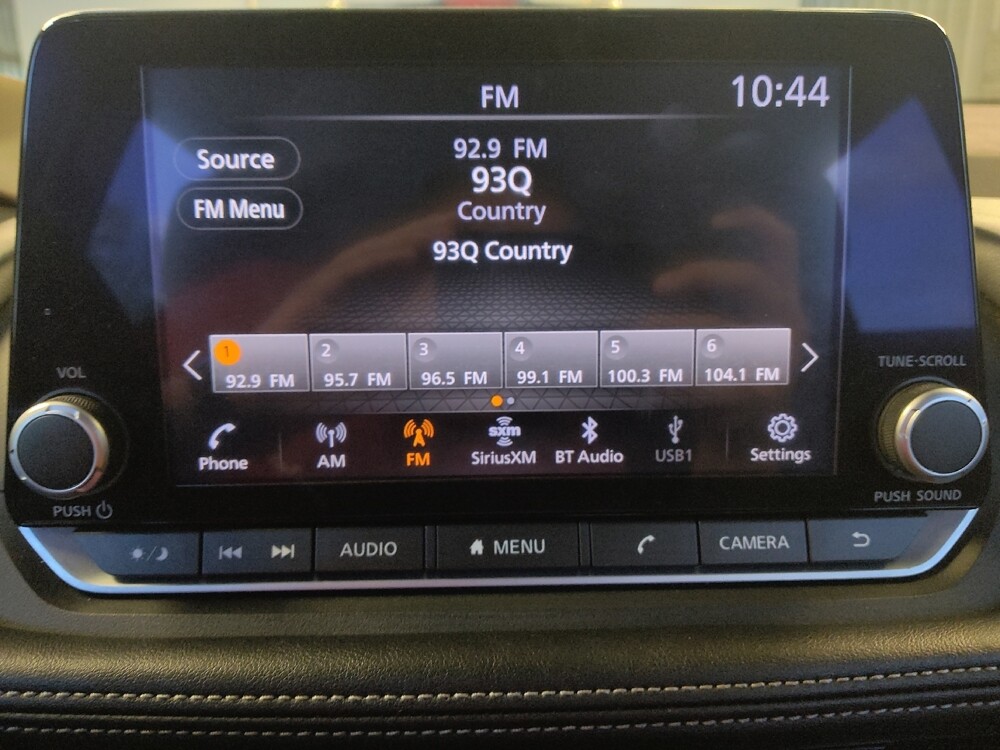 FM
10:44
Source
FM Menu
92.9 FM
93Q
Country
93Q Country
1
92.9 FM
2
95.7 FM
3
96.5 FM
4
99.1 FM
5
100.3 FM
6
104.1 FM
Phone
AM
FM
sxm
SiriusXM
BT Audio
USB1
Settings
VOL
PUSH
TUNE·SCROLL
PUSH SOUND
AUDIO
MENU
CAMERA